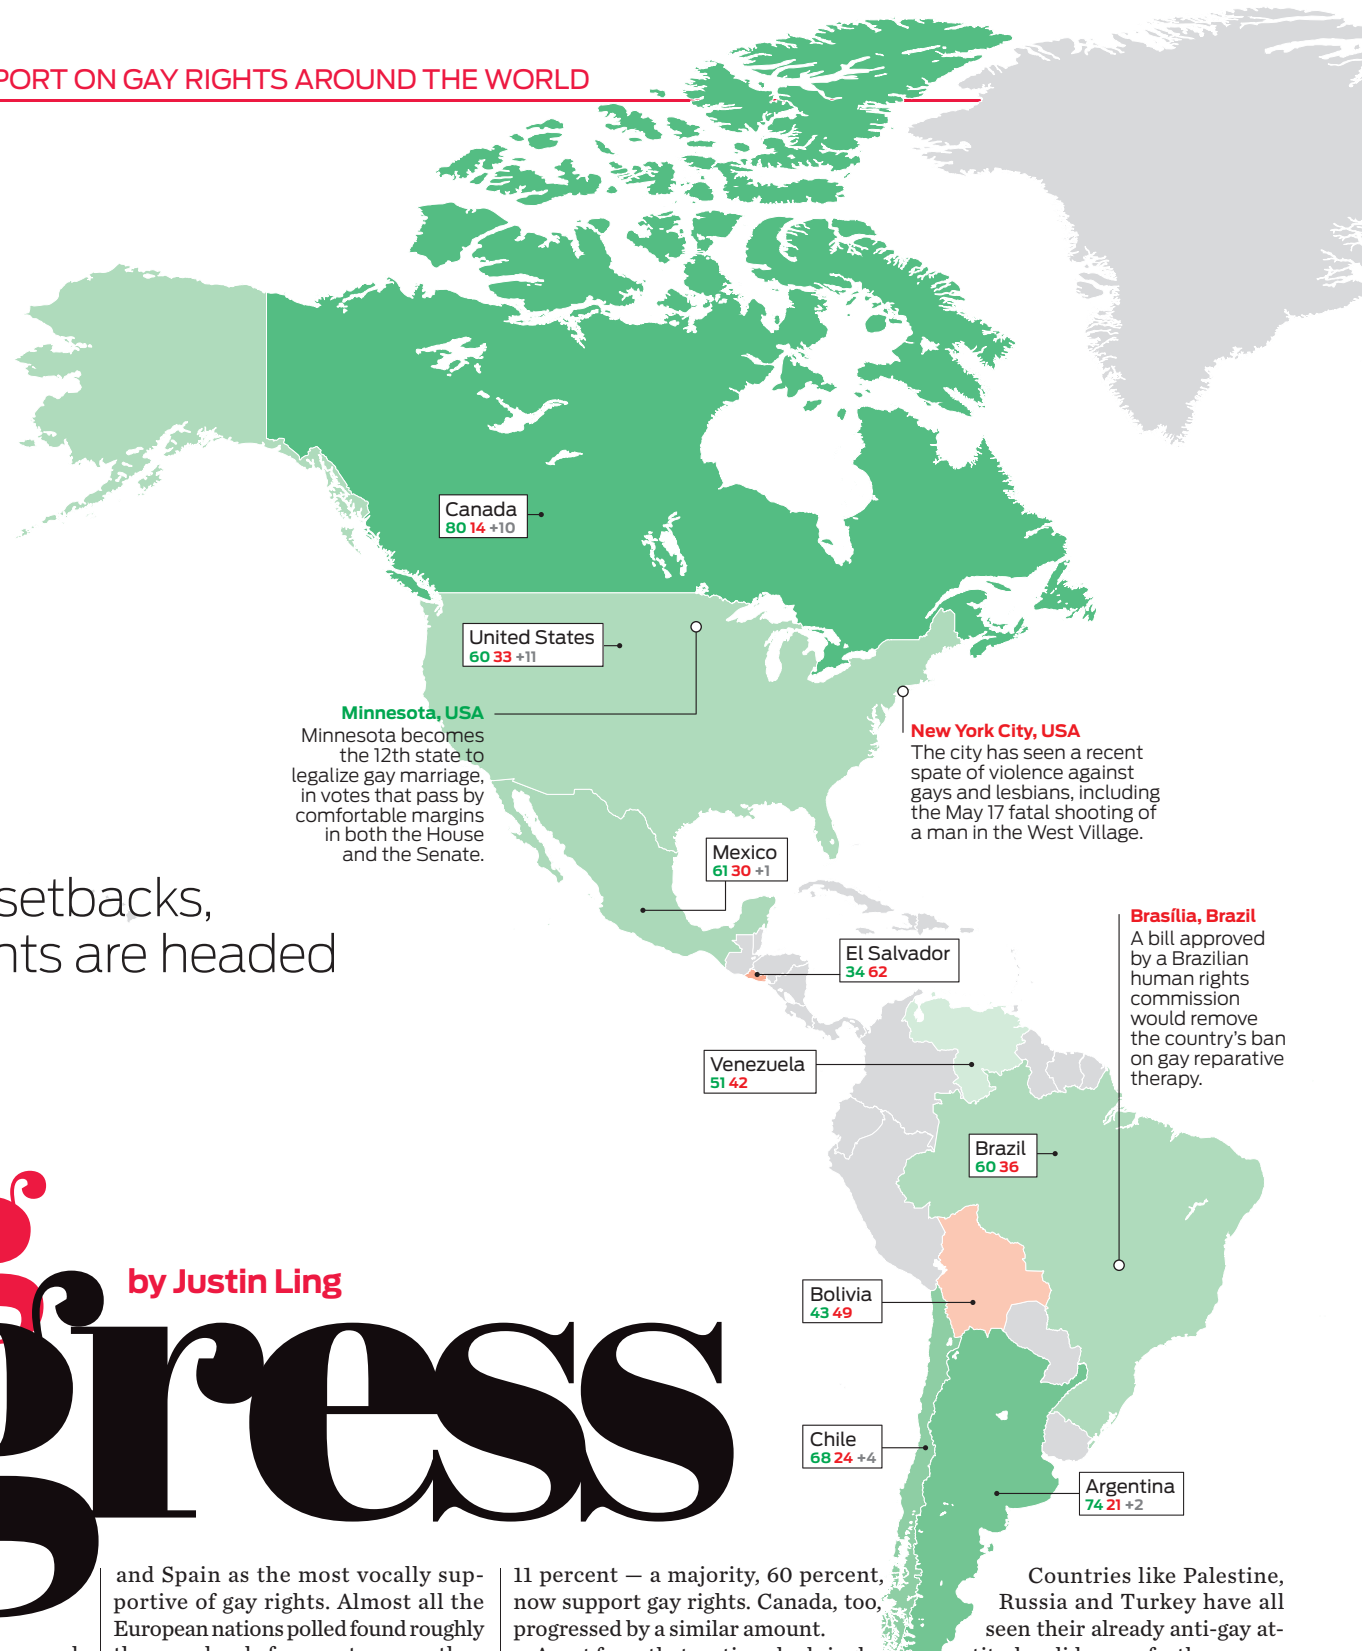 PORT ON GAY RIGHTS AROUND THE WORLD
Canada
80 14 +10
United States
60 33 +11
Minnesota, USA
Minnesota becomes
the 12th state to
legalize gay marriage,
in votes that pass by
comfortable margins
in both the House
and the Senate.
New York City, USA
The city has seen a recent
spate of violence against
gays and lesbians, including
the May 17 fatal shooting of
a man in the West Village.
Mexico
61 30 +1
setbacks,
nts are headed
El Salvador
34 62
Brasília, Brazil
A bill approved
by a Brazilian
human rights
commission
would remove
the country's ban
on gay reparative
therapy.
Venezuela
51 42
Brazil
60 36
Bolivia
43 49
by Justin Ling
gress
Chile
68 24 +4
Argentina
74 21 +2
and Spain as the most vocally sup-
portive of gay rights. Almost all the
European nations polled found roughly
11 percent — a majority, 60 percent,
now support gay rights. Canada, too,
progressed by a similar amount.
Countries like Palestine,
Russia and Turkey have all
seen their already anti-gay at-